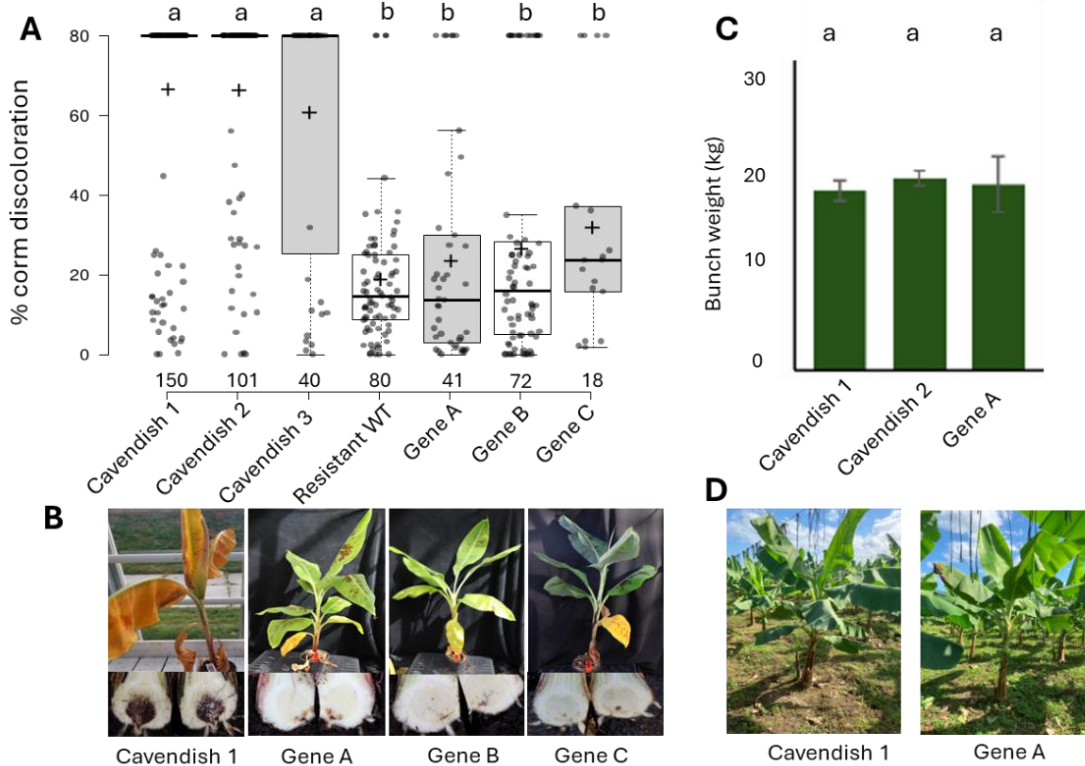 A
a a a b b b b
% corm discoloration
80
60
40
20
0
150 101 40 80 41 72 18
Cavendish 1
Cavendish 2
Cavendish 3
Resistant WT
Gene A
Gene B
Gene C
C
a a a
Bunch weight (kg)
30
20
10
0
Cavendish 1
Cavendish 2
Gene A
B
Cavendish 1 Gene A Gene B Gene C
D
Cavendish 1 Gene A